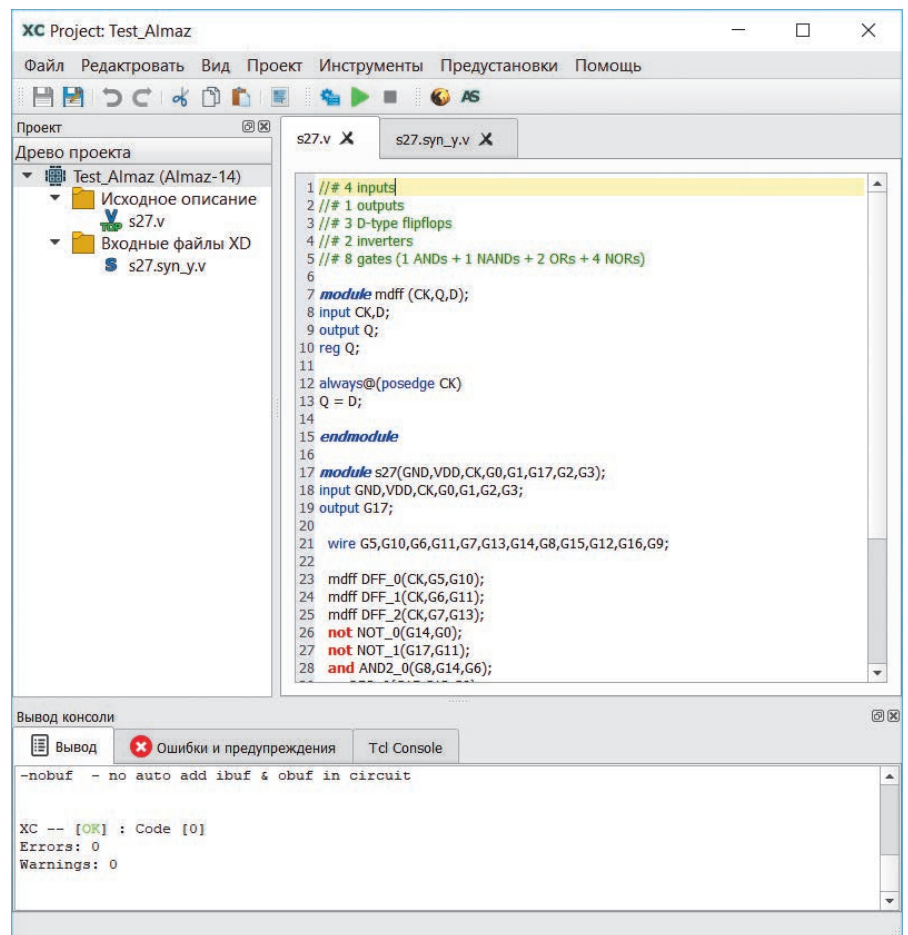 XC Project: Test_Almaz
Файл Редактровать Вид Проект Инструменты Предустановки Помощь
AS
Проект
Древо проекта
Test_Almaz (Almaz-14)
Исходное описание
TOP
s27.v
Входные файлы XD
S s27.syn_y.v
s27.v
s27.syn_y.v
1 //# 4 inputs
2 //# 1 outputs
3 //# 3 D-type flipflops
4 //# 2 inverters
5 //# 8 gates (1 ANDs + 1 NANDs + 2 ORs + 4 NORs)
6
7 module mdff (CK,Q,D);
8 input CK,D;
9 output Q;
10 reg Q;
11
12 always@(posedge CK)
13 Q = D;
14
15 endmodule
16
17 module s27(GND,VDD,CK,G0,G1,G17,G2,G3);
18 input GND,VDD,CK,G0,G1,G2,G3;
19 output G17;
20
21 wire G5,G10,G6,G11,G7,G13,G14,G8,G15,G12,G16,G9;
22
23 mdff DFF_0(CK,G5,G10);
24 mdff DFF_1(CK,G6,G11);
25 mdff DFF_2(CK,G7,G13);
26 not NOT_0(G14,G0);
27 not NOT_1(G17,G11);
28 and AND2_0(G8,G14,G6);
Вывод консоли
Вывод
Ошибки и предупреждения
Tcl Console
-nobuf - no auto add ibuf & obuf in circuit
XC -- [OK] : Code [0]
Errors: 0
Warnings: 0